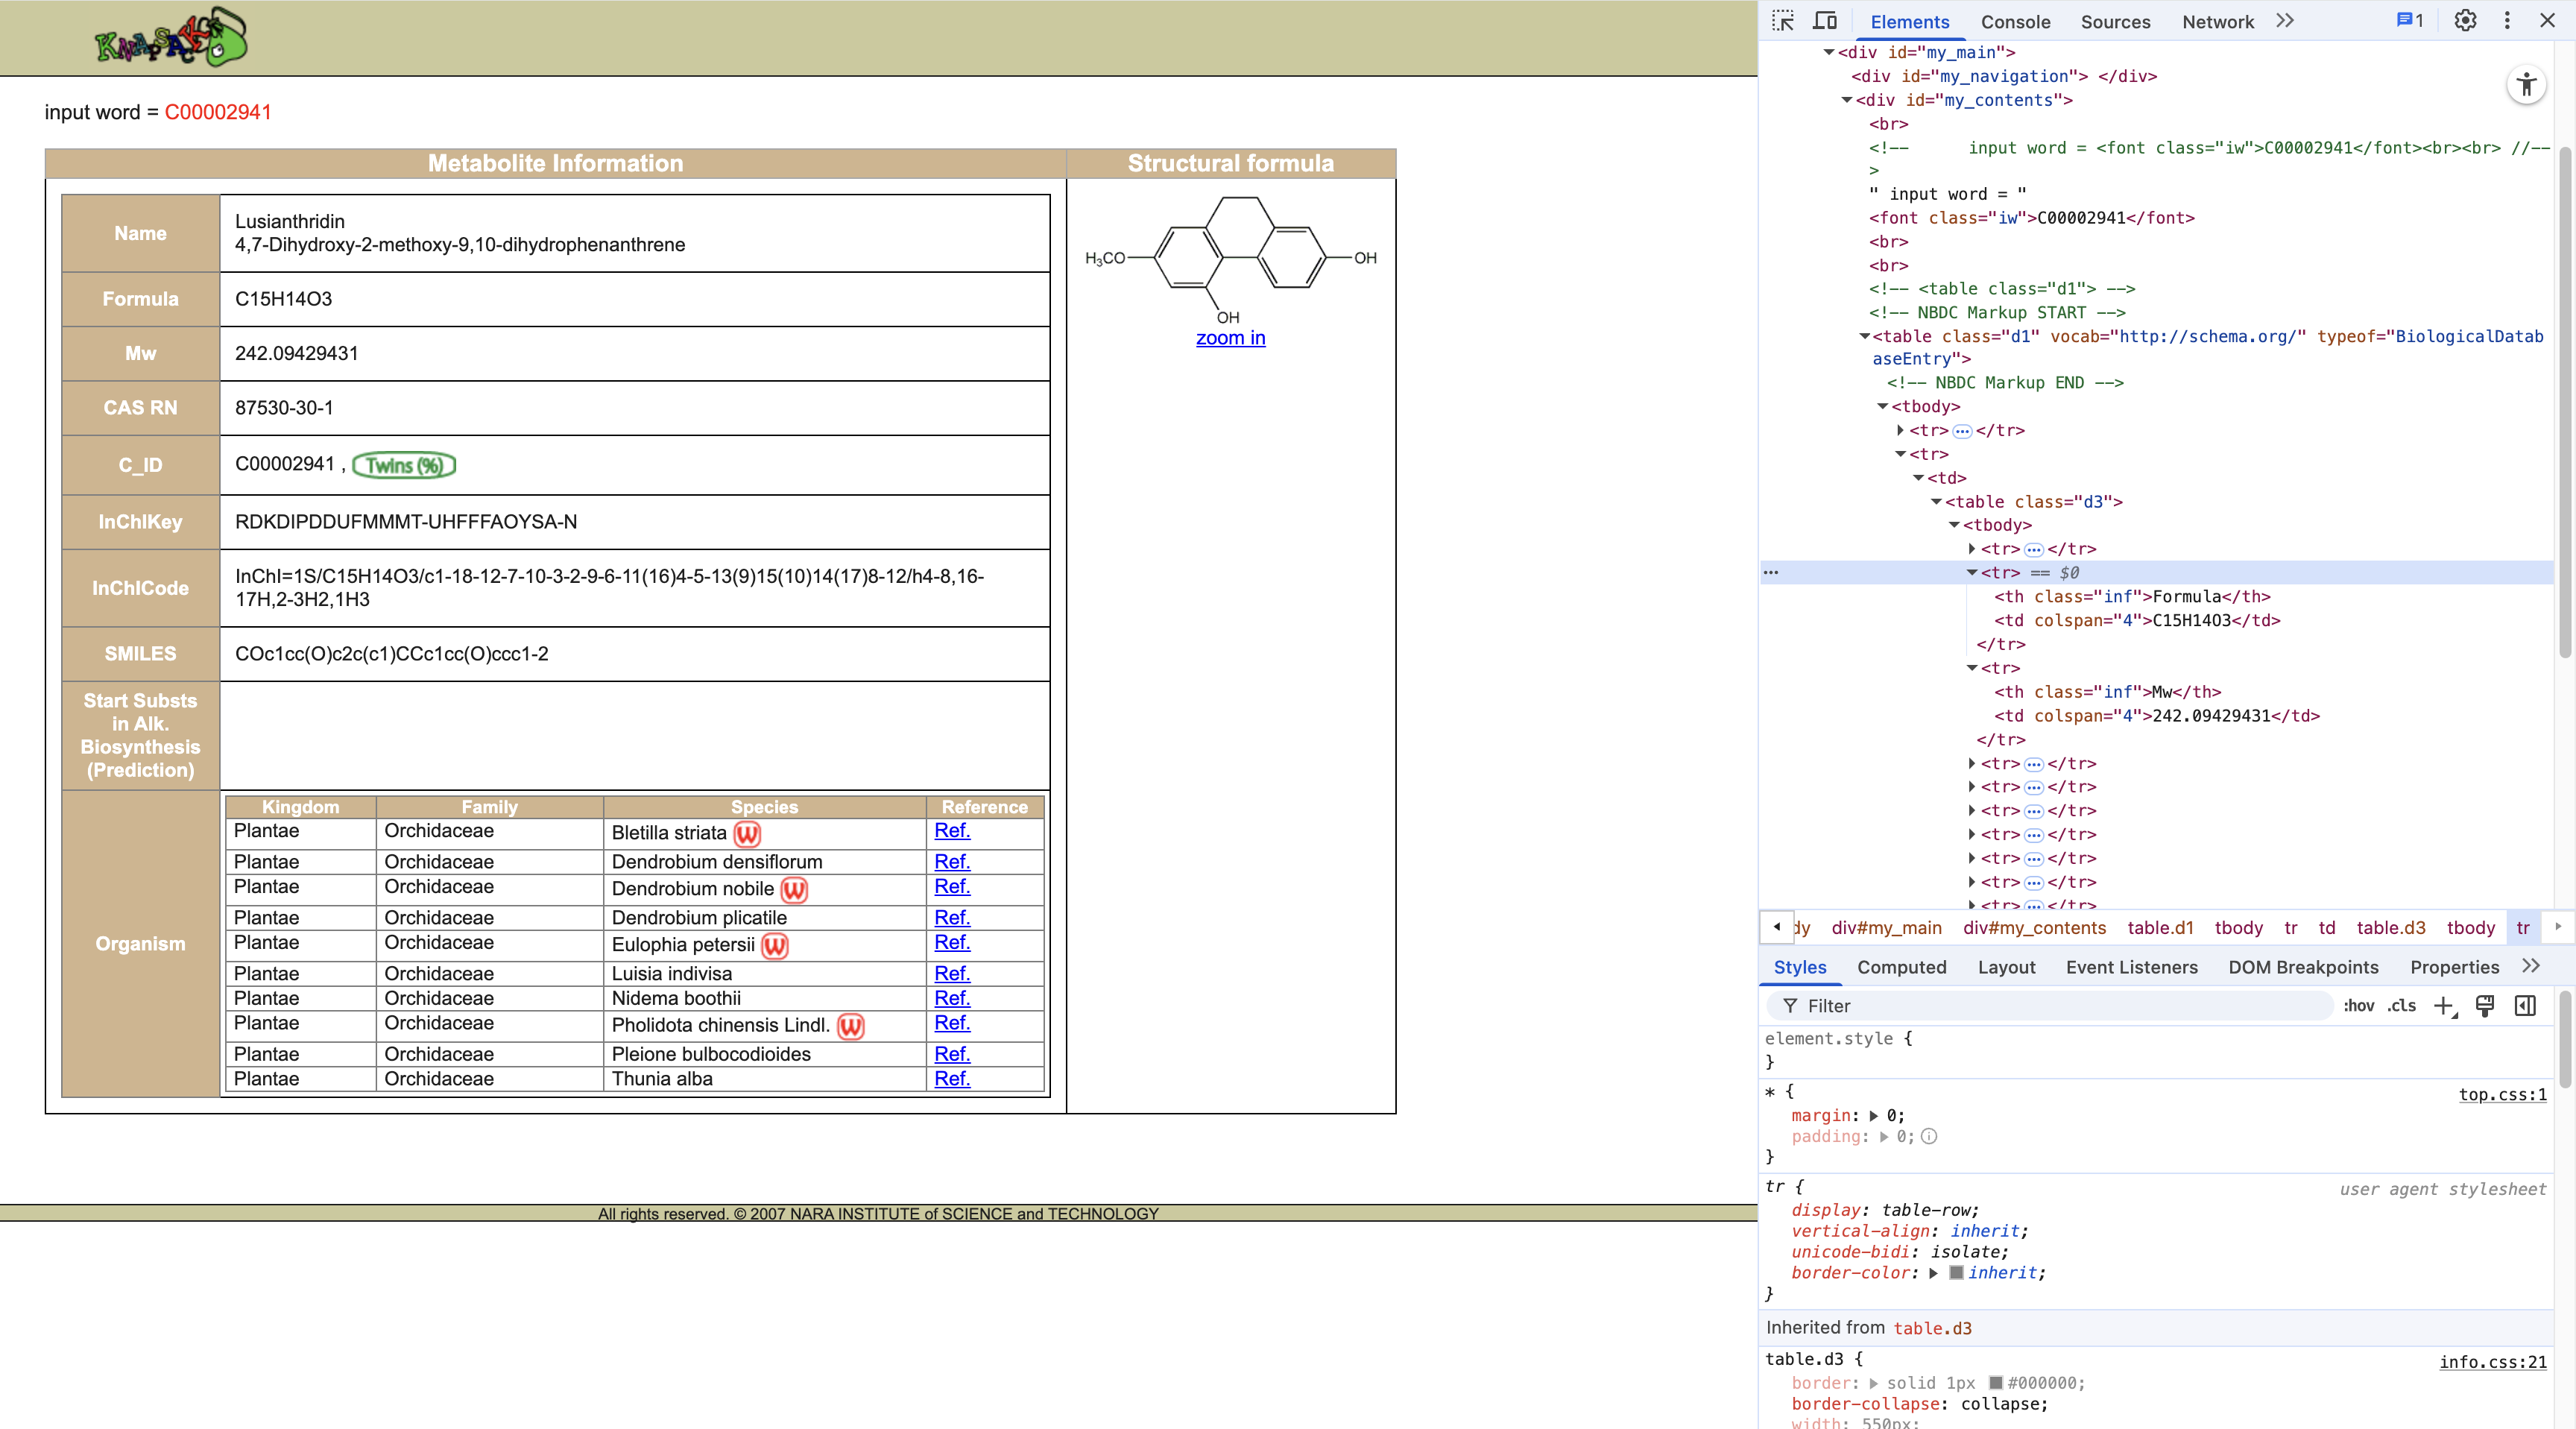 KNApSAcK
input word = C00002941
Metabolite Information
Structural formula
Name
Lusianthridin
4,7-Dihydroxy-2-methoxy-9,10-dihydrophenanthrene
Formula
C15H14O3
Mw
242.09429431
CAS RN
87530-30-1
C_ID
C00002941 , Twins (%)
InChIKey
RDKDIPDDUFMMMT-UHFFFAOYSA-N
InChICode
InChI=1S/C15H14O3/c1-18-12-7-10-3-2-9-6-11(16)4-5-13(9)15(10)14(17)8-12/h4-8,16-
17H,2-3H2,1H3
SMILES
COc1cc(O)c2c(c1)CCc1cc(O)ccc1-2
Start Substs
in Alk.
Biosynthesis
(Prediction)
Organism
Kingdom Family Species Reference
Plantae Orchidaceae Bletilla striata W Ref.
Plantae Orchidaceae Dendrobium densiflorum Ref.
Plantae Orchidaceae Dendrobium nobile W Ref.
Plantae Orchidaceae Dendrobium plicatile Ref.
Plantae Orchidaceae Eulophia petersii W Ref.
Plantae Orchidaceae Luisia indivisa Ref.
Plantae Orchidaceae Nidema boothii Ref.
Plantae Orchidaceae Pholidota chinensis Lindl. W Ref.
Plantae Orchidaceae Pleione bulbocodioides Ref.
Plantae Orchidaceae Thunia alba Ref.
H₃CO
OH
OH
zoom in
All rights reserved. © 2007 NARA INSTITUTE of SCIENCE and TECHNOLOGY
Elements Console Sources Network 1
<div id="my_main">
<div id="my_navigation"> </div>
<div id="my_contents">
<br>
<!-- input word = <font class="iw">C00002941</font><br><br> //--
>
" input word = "
<font class="iw">C00002941</font>
<br>
<br>
<!-- <table class="d1"> -->
<!-- NBDC Markup START -->
<table class="d1" vocab="http://schema.org/" typeof="BiologicalDatab
aseEntry">
<!-- NBDC Markup END -->
<tbody>
<tr> … </tr>
<tr>
<td>
<table class="d3">
<tbody>
<tr> … </tr>
<tr> == $0
<th class="inf">Formula</th>
<td colspan="4">C15H14O3</td>
</tr>
<tr>
<th class="inf">Mw</th>
<td colspan="4">242.09429431</td>
</tr>
<tr> … </tr>
<tr> … </tr>
<tr> … </tr>
<tr> … </tr>
<tr> … </tr>
<tr> … </tr>
<tr> … </tr>
dy div#my_main div#my_contents table.d1 tbody tr td table.d3 tbody tr
Styles Computed Layout Event Listeners DOM Breakpoints Properties
Filter :hov .cls
element.style {
}
* { top.css:1
margin: 0;
padding: 0;
}
tr { user agent stylesheet
display: table-row;
vertical-align: inherit;
unicode-bidi: isolate;
border-color: inherit;
}
Inherited from table.d3
table.d3 { info.css:21
border: solid 1px #000000;
border-collapse: collapse;
width: 550px;